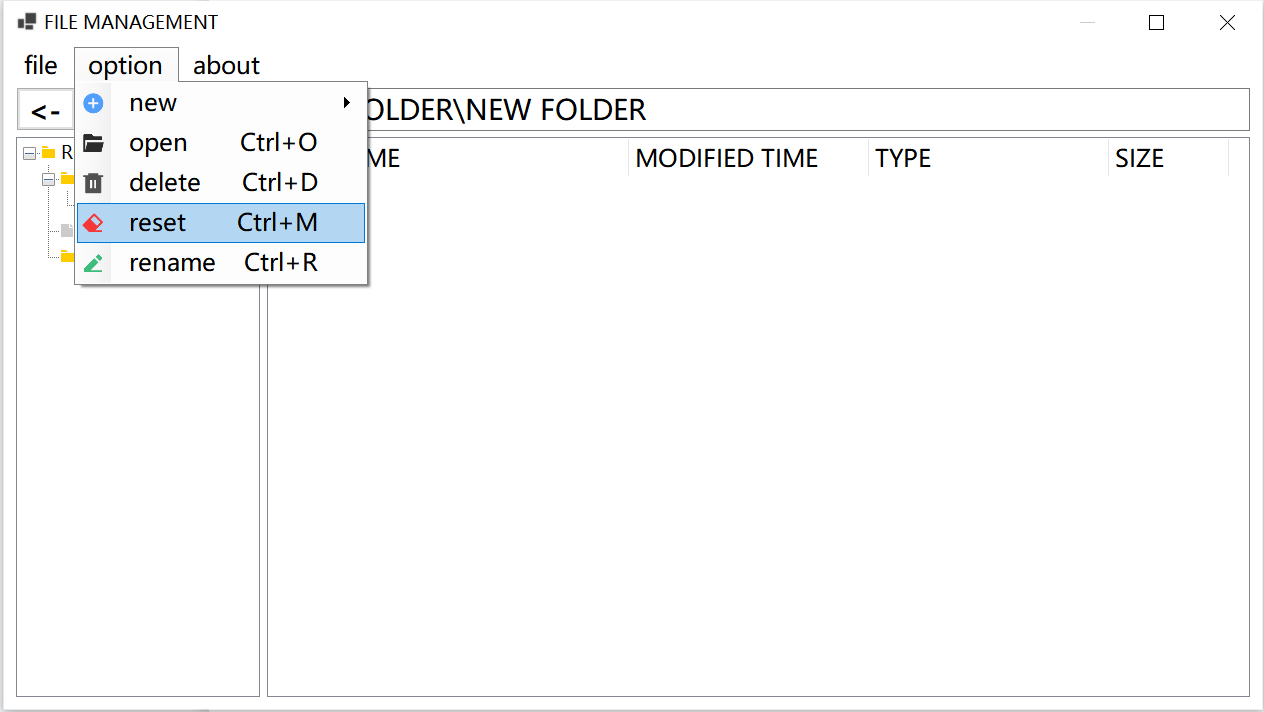 FILE MANAGEMENT
file option about
<- OLDER\NEW FOLDER
new
open Ctrl+O
delete Ctrl+D
reset Ctrl+M
rename Ctrl+R
R
ME MODIFIED TIME TYPE SIZE